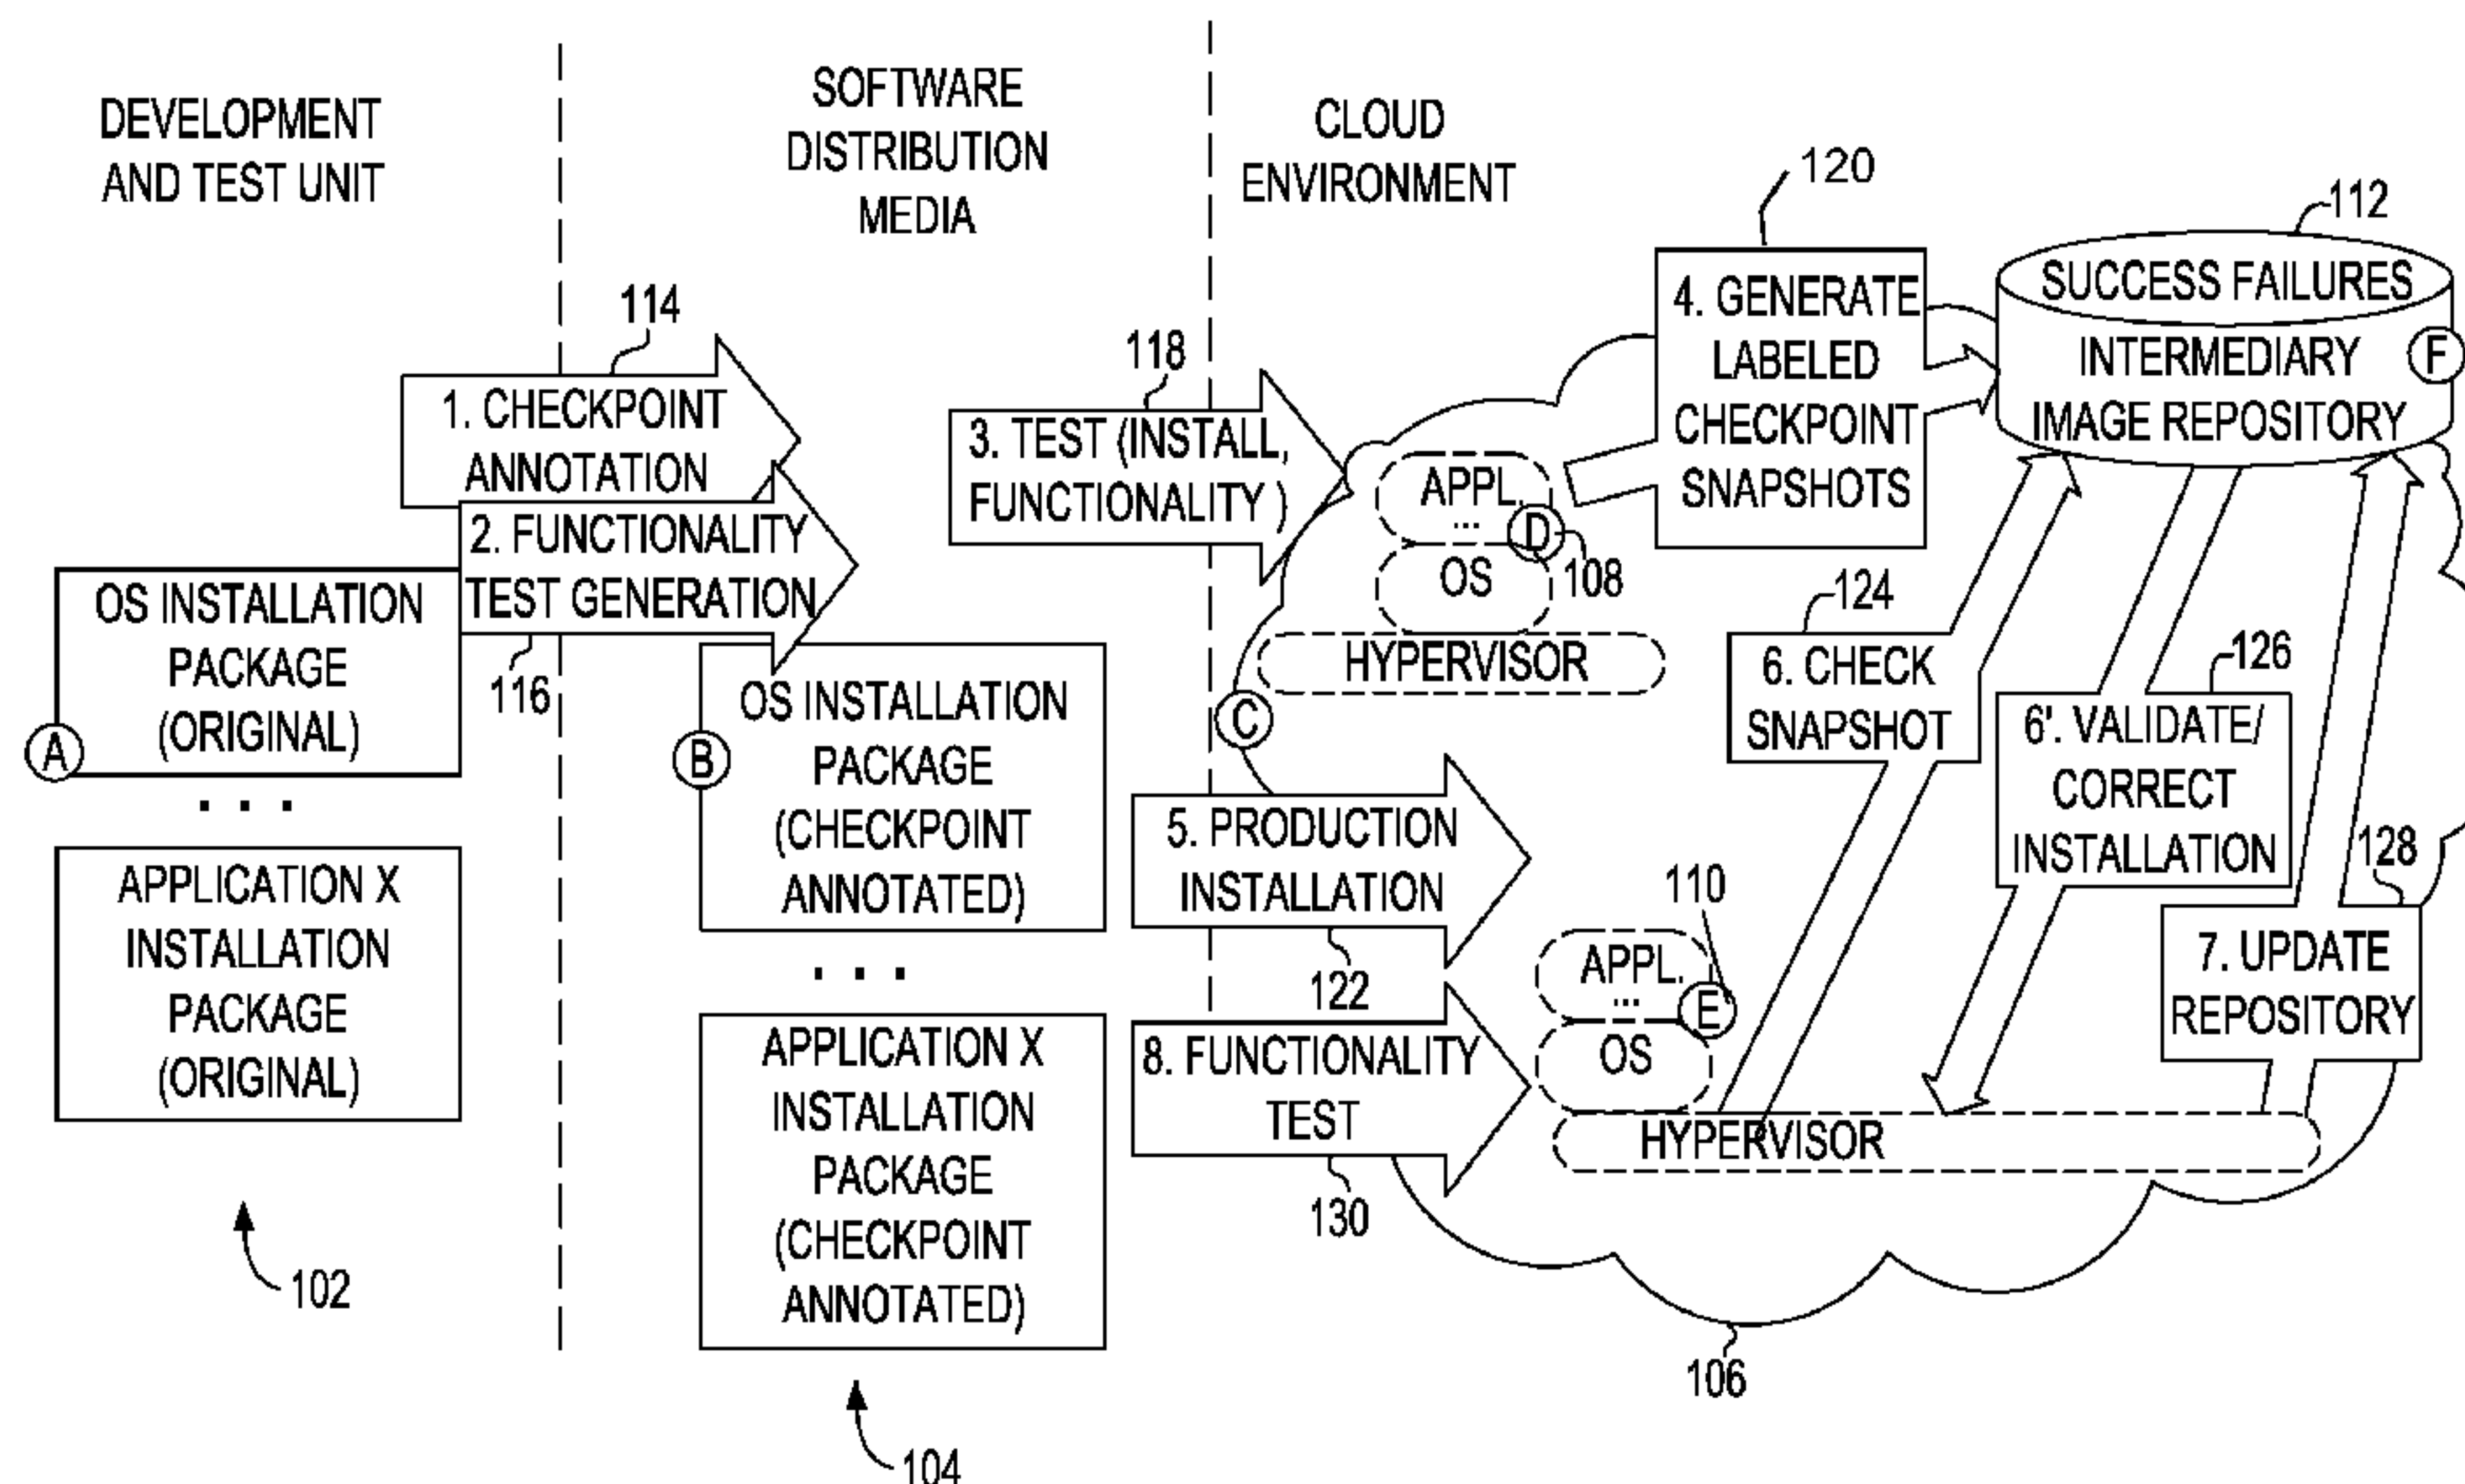 DEVELOPMENT
AND TEST UNIT
SOFTWARE
DISTRIBUTION
MEDIA
CLOUD
ENVIRONMENT
114
1. CHECKPOINT
ANNOTATION
2. FUNCTIONALITY
TEST GENERATION
116
OS INSTALLATION
PACKAGE
(ORIGINAL)
A
. . .
APPLICATION X
INSTALLATION
PACKAGE
(ORIGINAL)
102
B
OS INSTALLATION
PACKAGE
(CHECKPOINT
ANNOTATED)
. . .
APPLICATION X
INSTALLATION
PACKAGE
(CHECKPOINT
ANNOTATED)
104
118
3. TEST (INSTALL,
FUNCTIONALITY)
APPL.
...
D
108
OS
HYPERVISOR
C
120
4. GENERATE
LABELED
CHECKPOINT
SNAPSHOTS
112
SUCCESS FAILURES
INTERMEDIARY
IMAGE REPOSITORY
F
5. PRODUCTION
INSTALLATION
122
8. FUNCTIONALITY
TEST
130
110
APPL.
...
E
OS
HYPERVISOR
124
6. CHECK
SNAPSHOT
126
6'. VALIDATE/
CORRECT
INSTALLATION
128
7. UPDATE
REPOSITORY
106